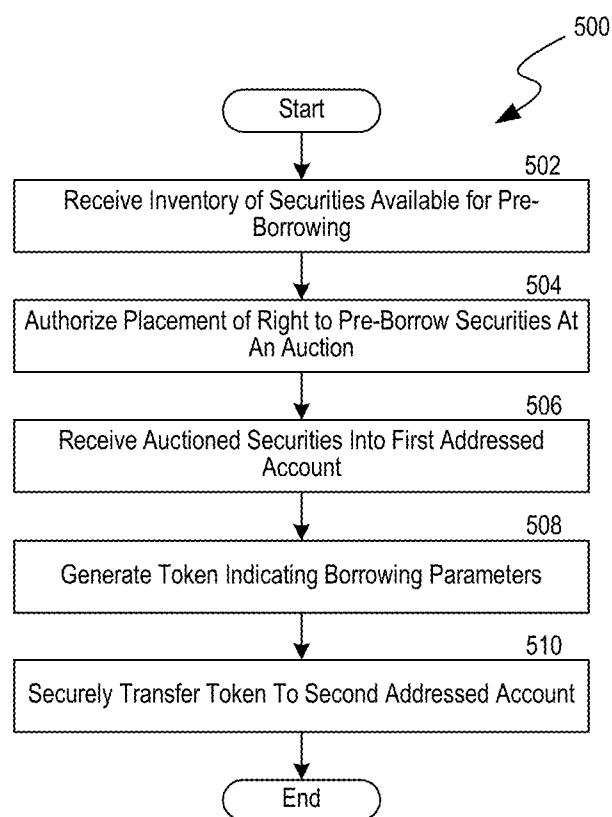 500
Start
502
Receive Inventory of Securities Available for Pre-
Borrowing
504
Authorize Placement of Right to Pre-Borrow Securities At
An Auction
506
Receive Auctioned Securities Into First Addressed
Account
508
Generate Token Indicating Borrowing Parameters
510
Securely Transfer Token To Second Addressed Account
End